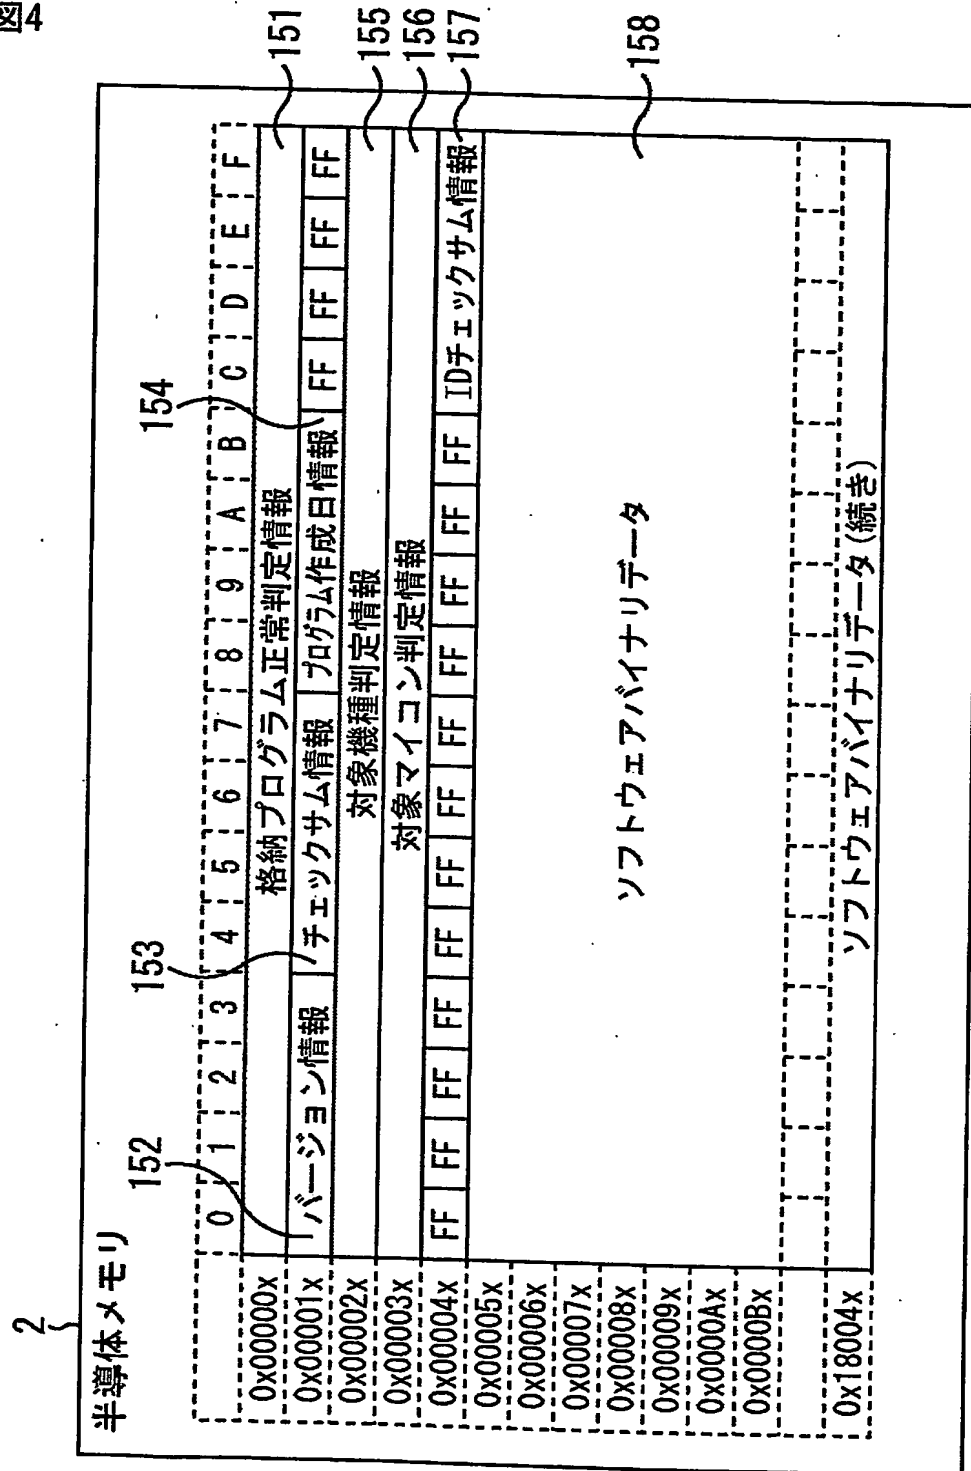 図4
2
半導体メモリ
152 153 154
0 1 2 3 4 5 6 7 8 9 A B C D E F
0x00000x 格納プログラム正常判定情報 151
0x00001x バージョン情報 チェックサム情報 プログラム作成日情報 FF FF FF FF
0x00002x 対象機種判定情報 155
0x00003x 対象マイコン判定情報 156
0x00004x FF FF FF FF FF FF FF FF FF FF FF FF IDチェックサム情報 157
0x00005x
0x00006x
0x00007x
0x00008x ソフトウェアバイナリデータ 158
0x00009x
0x0000Ax
0x0000Bx
0x18004x ソフトウェアバイナリデータ(続き)